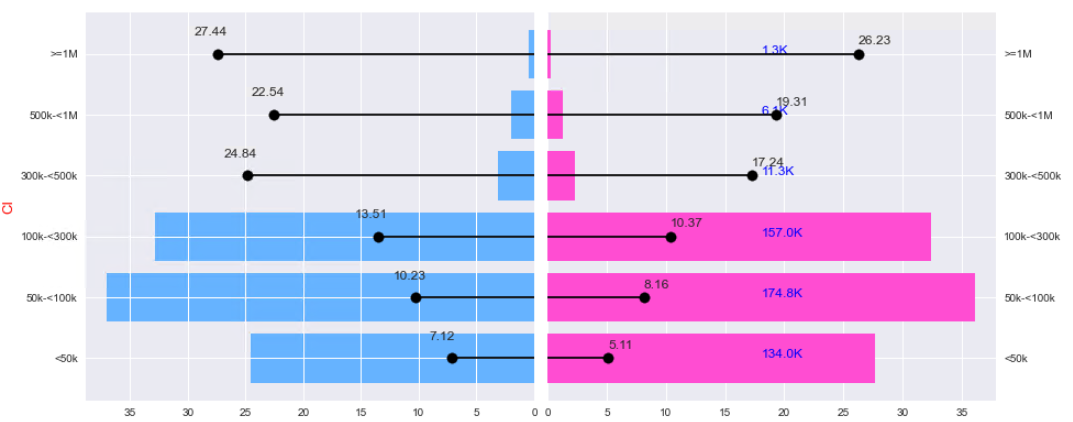 27.44
26.23
>=1M
1.3K
>=1M
22.54
19.31
500k-<1M
6.1K
500k-<1M
24.84
17.24
300k-<500k
11.3K
300k-<500k
CI
13.51
10.37
100k-<300k
157.0K
100k-<300k
10.23
8.16
50k-<100k
174.8K
50k-<100k
7.12
5.11
<50k
134.0K
<50k
35 30 25 20 15 10 5 0 0 5 10 15 20 25 30 35